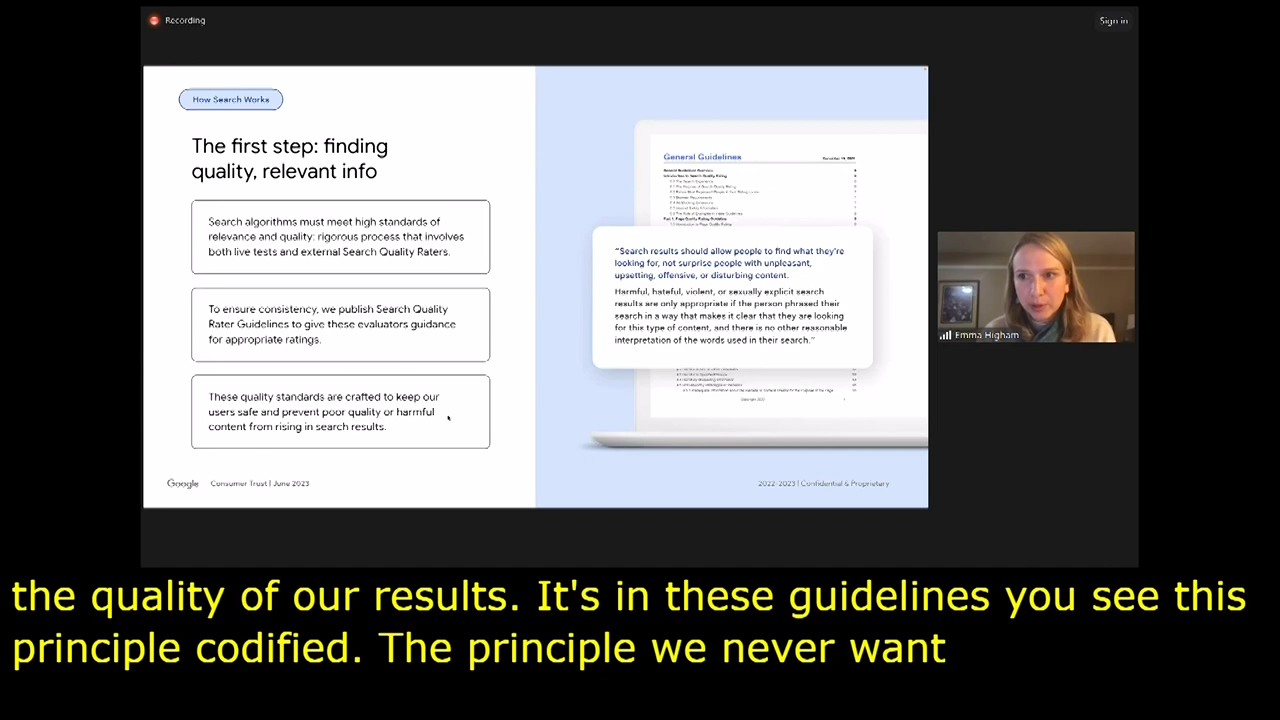 Recording
Sign in
How Search Works
The first step: finding
quality, relevant info
Search algorithms must meet high standards of
relevance and quality: rigorous process that involves
both live tests and external Search Quality Raters.
To ensure consistency, we publish Search Quality
Rater Guidelines to give these evaluators guidance
for appropriate ratings.
These quality standards are crafted to keep our
users safe and prevent poor quality or harmful
content from rising in search results.
Google
Consumer Trust | June 2023
General Guidelines
"Search results should allow people to find what they're
looking for, not surprise people with unpleasant,
upsetting, offensive, or disturbing content.
Harmful, hateful, violent, or sexually explicit search
results are only appropriate if the person phrased their
search in a way that makes it clear that they are looking
for this type of content, and there is no other reasonable
interpretation of the words used in their search."
2022-2023 | Confidential & Proprietary
Emma Higham
the quality of our results. It's in these guidelines you see this
principle codified. The principle we never want